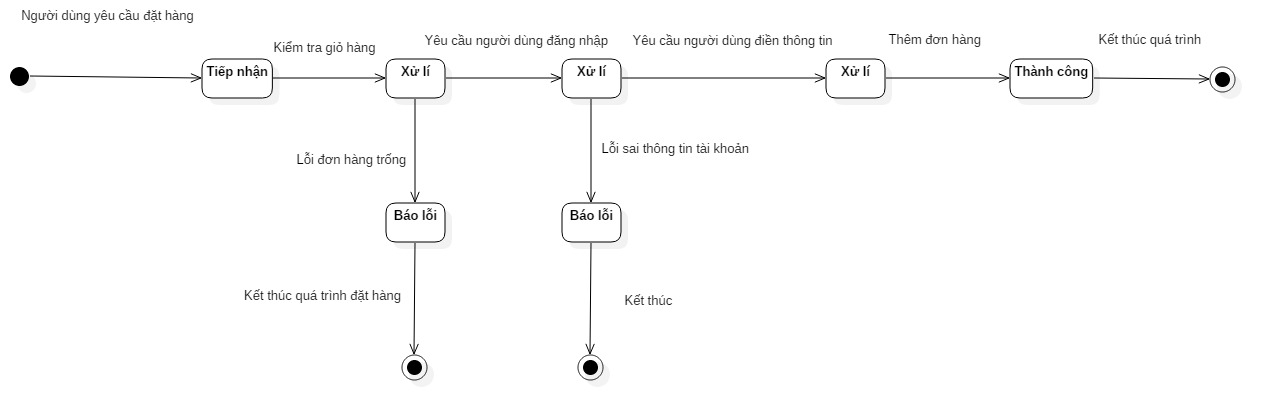 Người dùng yêu cầu đặt hàng
Kiểm tra giỏ hàng
Yêu cầu người dùng đăng nhập
Yêu cầu người dùng điền thông tin
Thêm đơn hàng
Kết thúc quá trình
Tiếp nhận
Xử lí
Xử lí
Xử lí
Thành công
Lỗi đơn hàng trống
Lỗi sai thông tin tài khoản
Báo lỗi
Báo lỗi
Kết thúc quá trình đặt hàng
Kết thúc